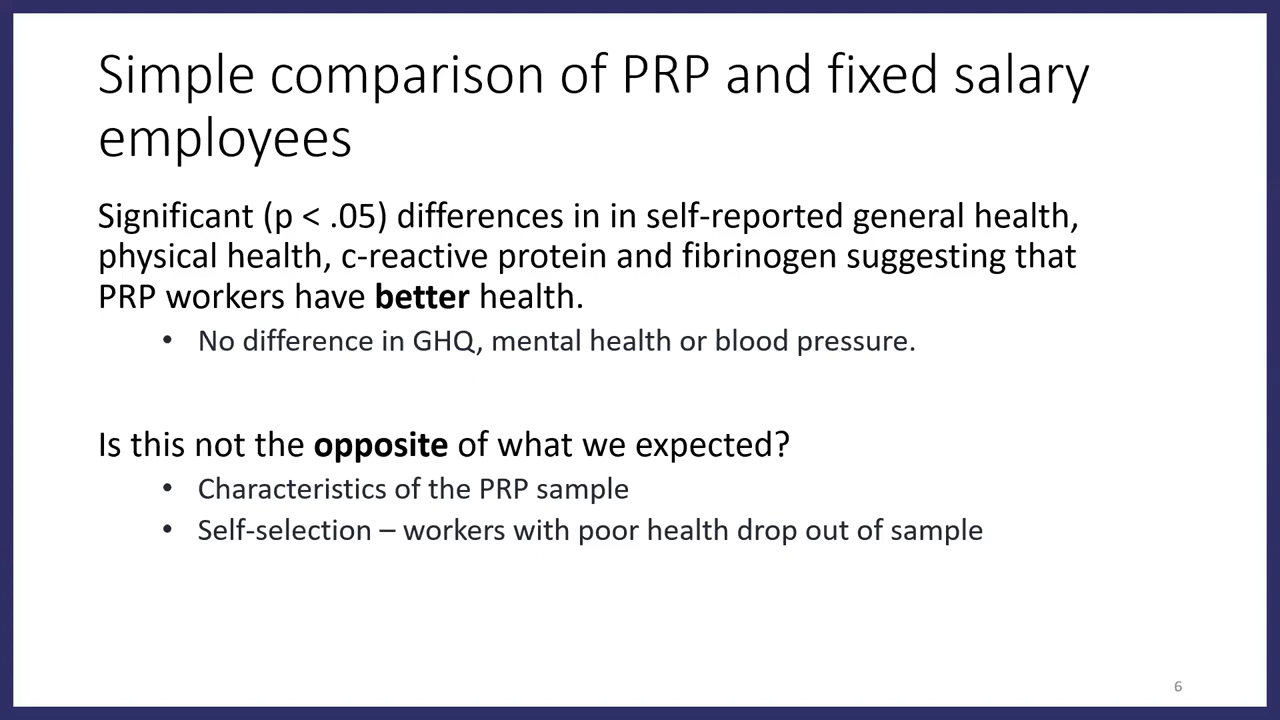 Simple comparison of PRP and fixed salary
employees
Significant (p < .05) differences in in self-reported general health,
physical health, c-reactive protein and fibrinogen suggesting that
PRP workers have better health.
• No difference in GHQ, mental health or blood pressure.
Is this not the opposite of what we expected?
• Characteristics of the PRP sample
• Self-selection – workers with poor health drop out of sample
6